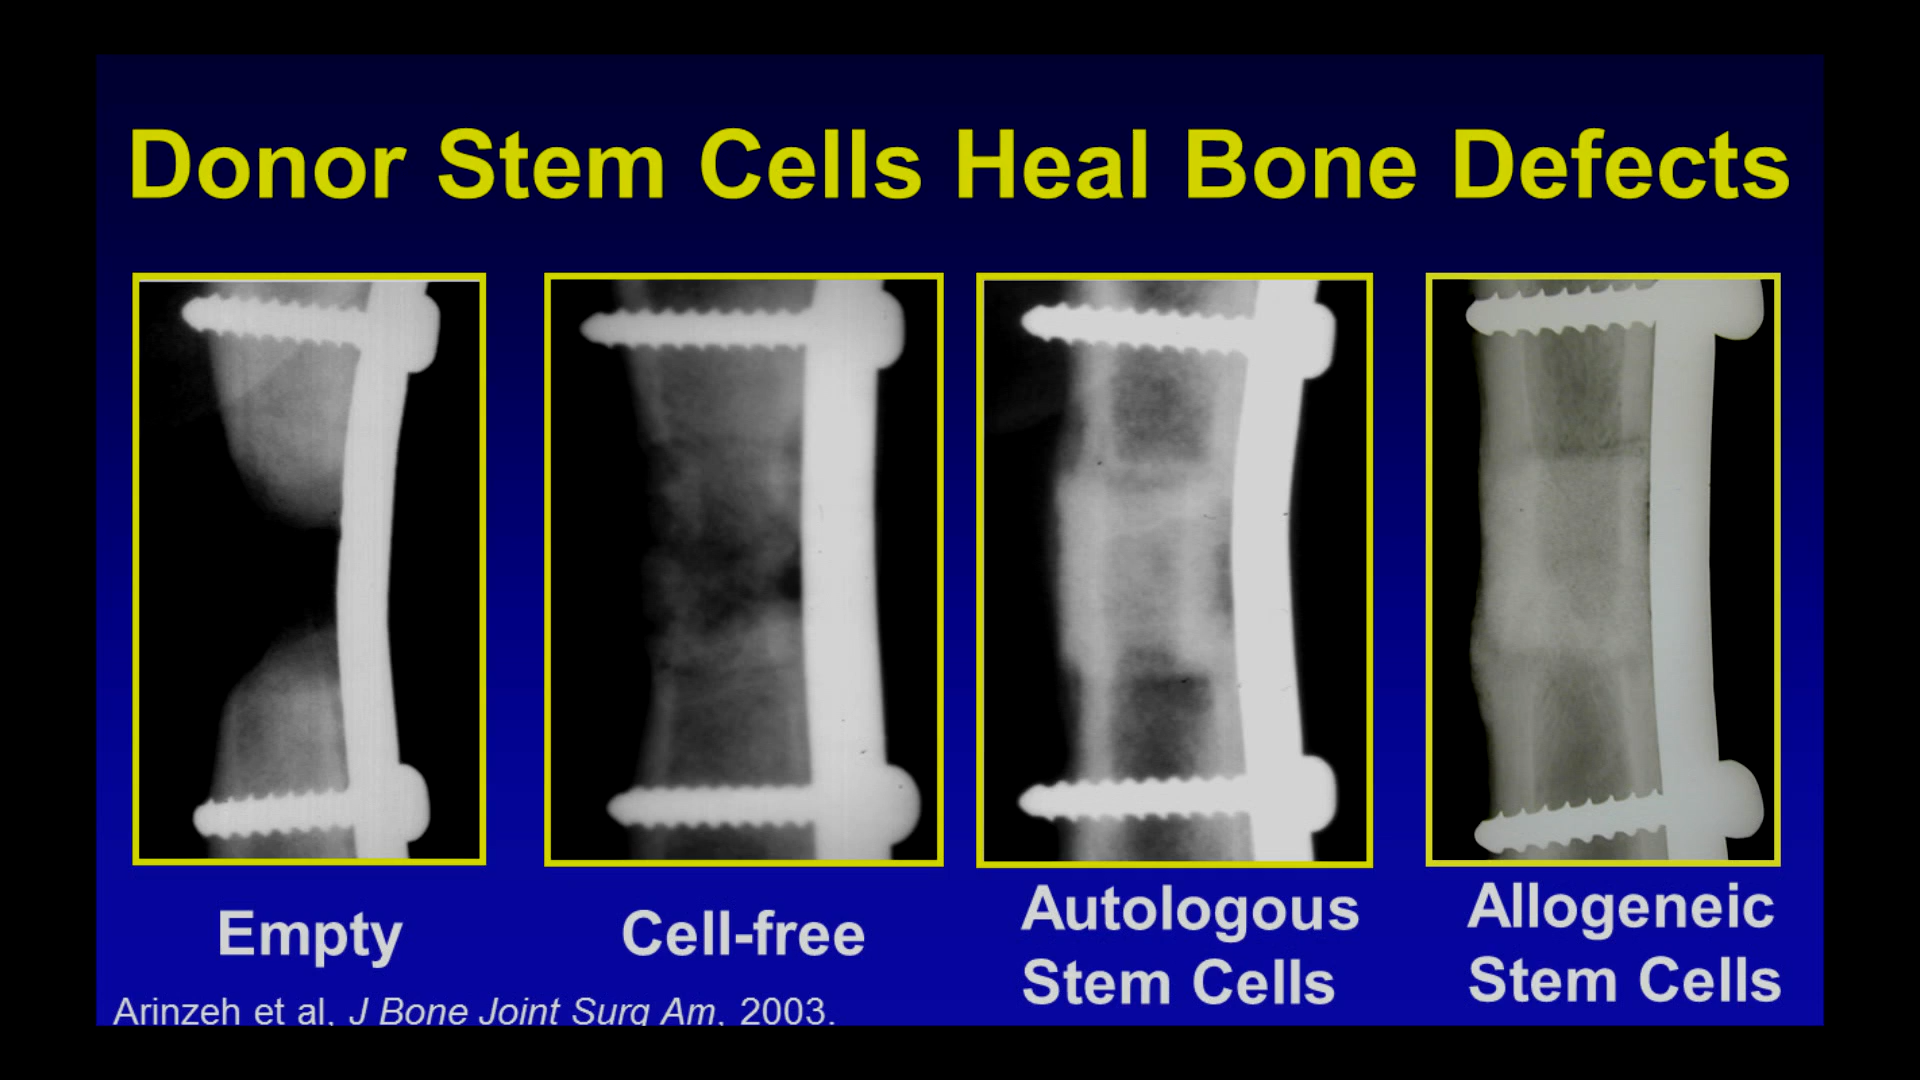 Donor Stem Cells Heal Bone Defects
Empty
Cell-free
Autologous
Stem Cells
Allogeneic
Stem Cells
Arinzeh et al, J Bone Joint Surg Am, 2003.